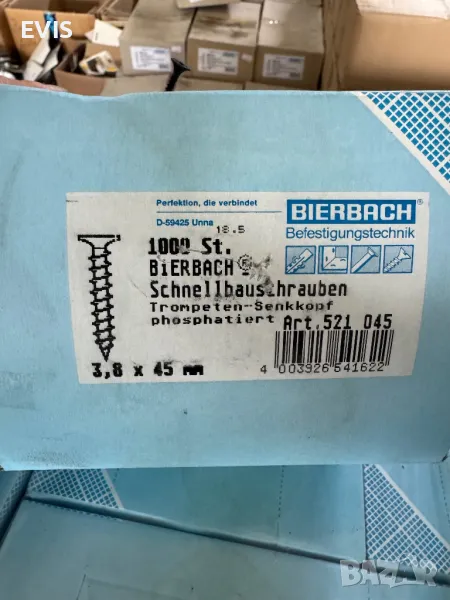 EVIS
Perfektion, die verbindet
D-59425 Unna
18.5
BIERBACH®
Befestigungstechnik
1000 St.
BiERBACH®
Schnellbauschrauben
Trompeten-Senkkopf
phosphatiert
Art.521 045
3,8 x 45 mm
4 003926 541622
BAZAR